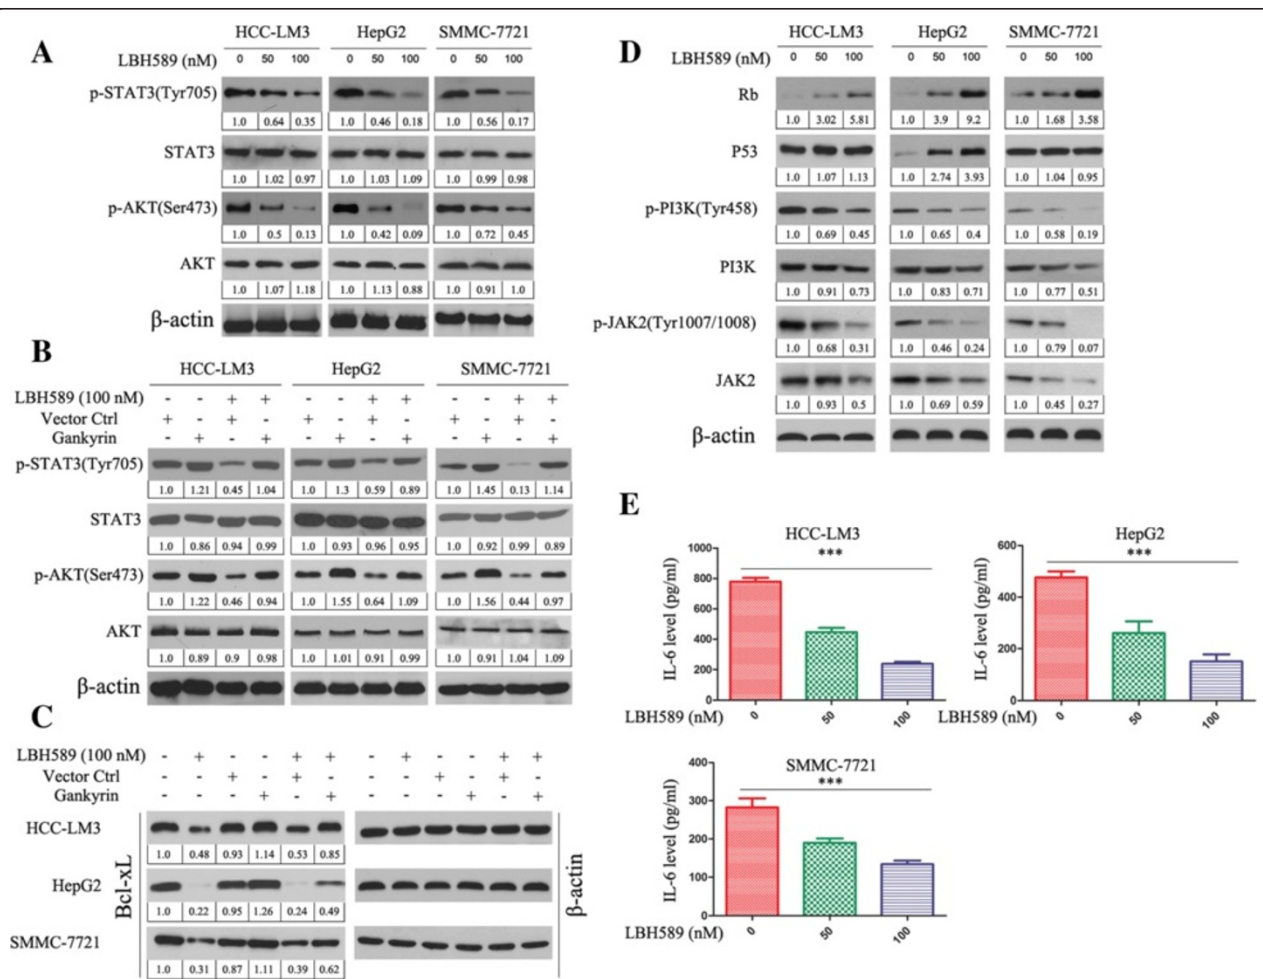 A
HCC-LM3 HepG2 SMMC-7721
LBH589 (nM) 0 50 100 0 50 100 0 50 100
p-STAT3(Tyr705)
1.0 0.64 0.35 1.0 0.46 0.18 1.0 0.56 0.17
STAT3
1.0 1.02 0.97 1.0 1.03 1.09 1.0 0.99 0.98
p-AKT(Ser473)
1.0 0.5 0.13 1.0 0.42 0.09 1.0 0.72 0.45
AKT
1.0 1.07 1.18 1.0 1.13 0.88 1.0 0.91 1.0
β-actin
B
HCC-LM3 HepG2 SMMC-7721
LBH589 (100 nM) - - + + - - + + - - + +
Vector Ctrl + - + - + - + - + - + -
Gankyrin - + - + - + - + - + - +
p-STAT3(Tyr705)
1.0 1.21 0.45 1.04 1.0 1.3 0.59 0.89 1.0 1.45 0.13 1.14
STAT3
1.0 0.86 0.94 0.99 1.0 0.93 0.96 0.95 1.0 0.92 0.99 0.89
p-AKT(Ser473)
1.0 1.22 0.46 0.94 1.0 1.55 0.64 1.09 1.0 1.56 0.44 0.97
AKT
1.0 0.89 0.9 0.98 1.0 1.01 0.91 0.99 1.0 0.91 1.04 1.09
β-actin
C
LBH589 (100 nM) - + - - + + - + - - + +
Vector Ctrl - - + - + - - - + - + -
Gankyrin - - - + - + - - - + - +
Bcl-xL
HCC-LM3
1.0 0.48 0.93 1.14 0.53 0.85
HepG2
1.0 0.22 0.95 1.26 0.24 0.49
SMMC-7721
1.0 0.31 0.87 1.11 0.39 0.62
β-actin
D
HCC-LM3 HepG2 SMMC-7721
LBH589 (nM) 0 50 100 0 50 100 0 50 100
Rb
1.0 3.02 5.81 1.0 3.9 9.2 1.0 1.68 3.58
P53
1.0 1.07 1.13 1.0 2.74 3.93 1.0 1.04 0.95
p-PI3K(Tyr458)
1.0 0.69 0.45 1.0 0.65 0.4 1.0 0.58 0.19
PI3K
1.0 0.91 0.73 1.0 0.83 0.71 1.0 0.77 0.51
p-JAK2(Tyr1007/1008)
1.0 0.68 0.31 1.0 0.46 0.24 1.0 0.79 0.07
JAK2
1.0 0.93 0.5 1.0 0.69 0.59 1.0 0.45 0.27
β-actin
E
HCC-LM3
***
IL-6 level (pg/ml)
1000
800
600
400
200
0
LBH589 (nM) 0 50 100
HepG2
***
IL-6 level (pg/ml)
600
400
200
0
LBH589 (nM) 0 50 100
SMMC-7721
***
IL-6 level (pg/ml)
400
300
200
100
0
LBH589 (nM) 0 50 100